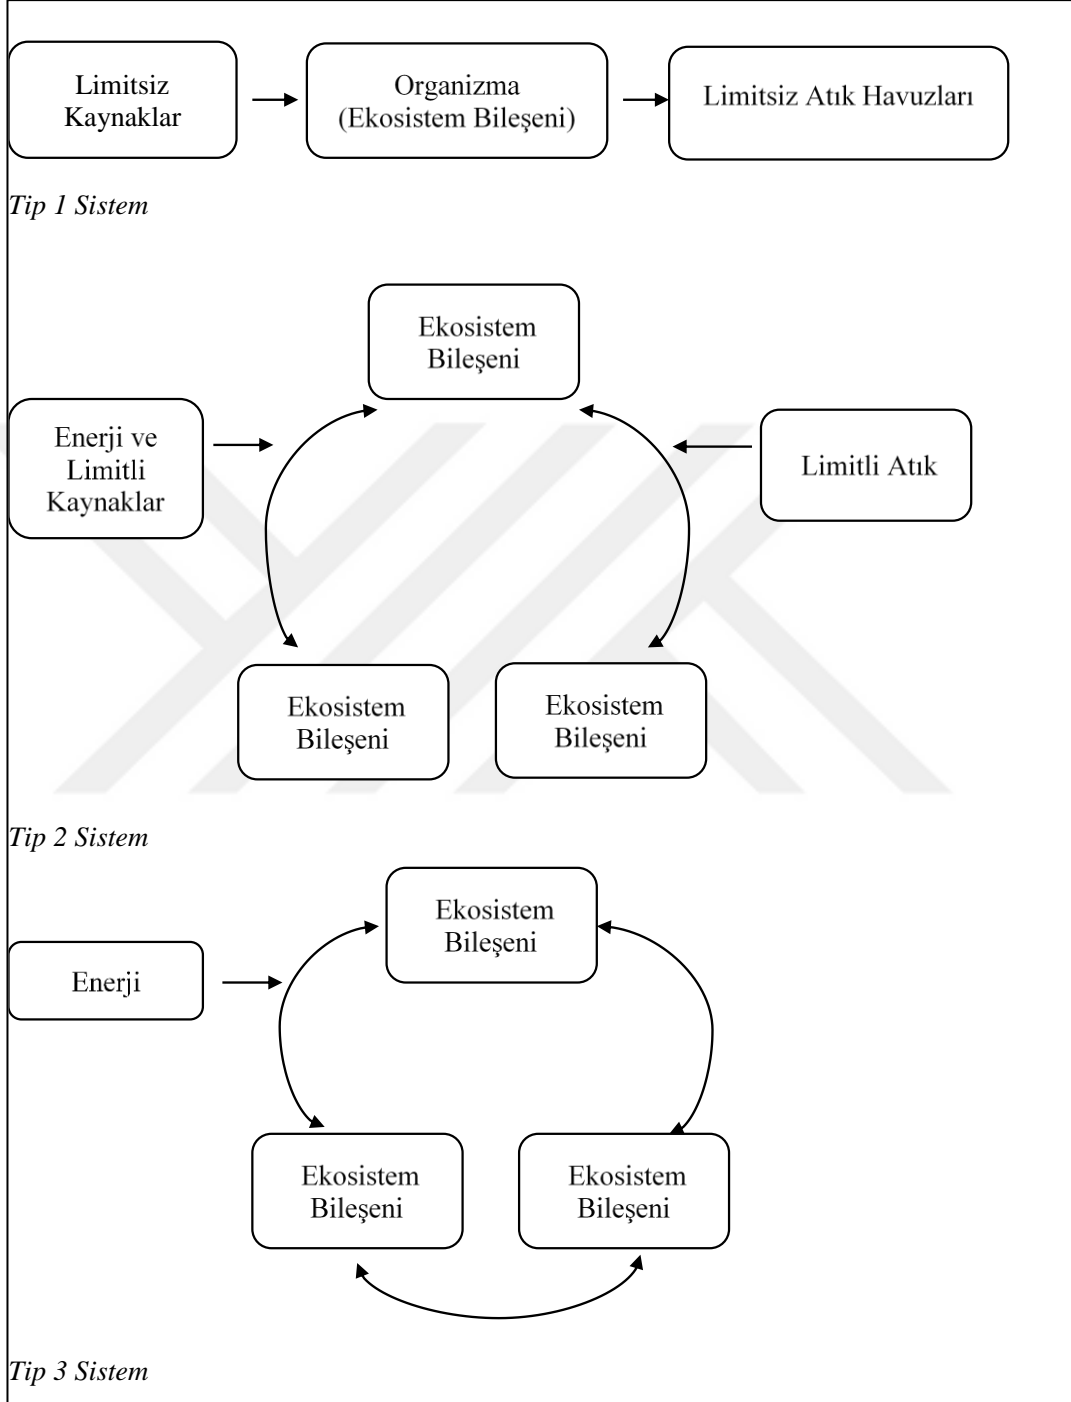 Limitsiz
Kaynaklar
Organizma
(Ekosistem Bileşeni)
Limitsiz Atık Havuzları
Tip 1 Sistem
Ekosistem
Bileşeni
Enerji ve
Limitli
Kaynaklar
Limitli Atık
Ekosistem
Bileşeni
Ekosistem
Bileşeni
Tip 2 Sistem
Ekosistem
Bileşeni
Enerji
Ekosistem
Bileşeni
Ekosistem
Bileşeni
Tip 3 Sistem